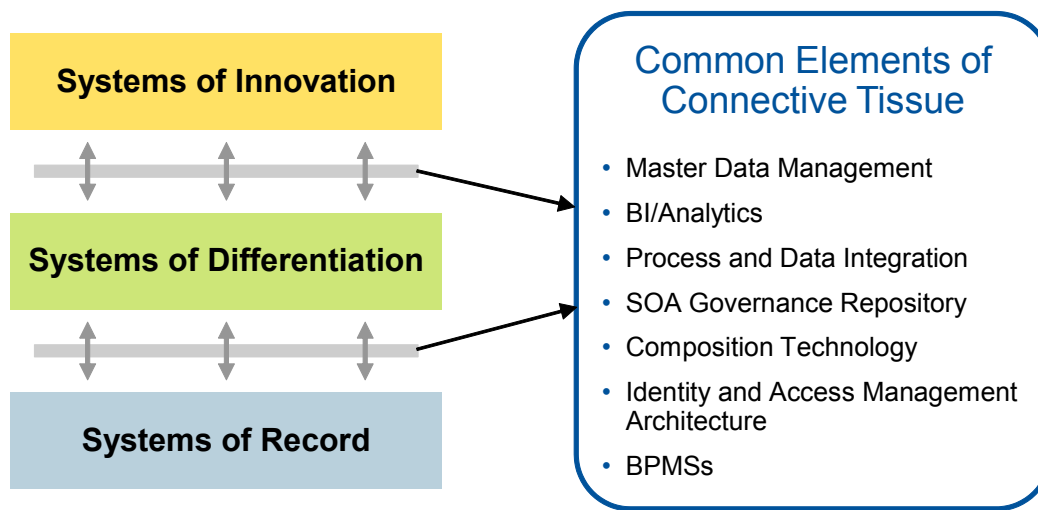 Systems of Innovation
Systems of Differentiation
Systems of Record
Common Elements of
Connective Tissue
• Master Data Management
• BI/Analytics
• Process and Data Integration
• SOA Governance Repository
• Composition Technology
• Identity and Access Management
Architecture
• BPMSs